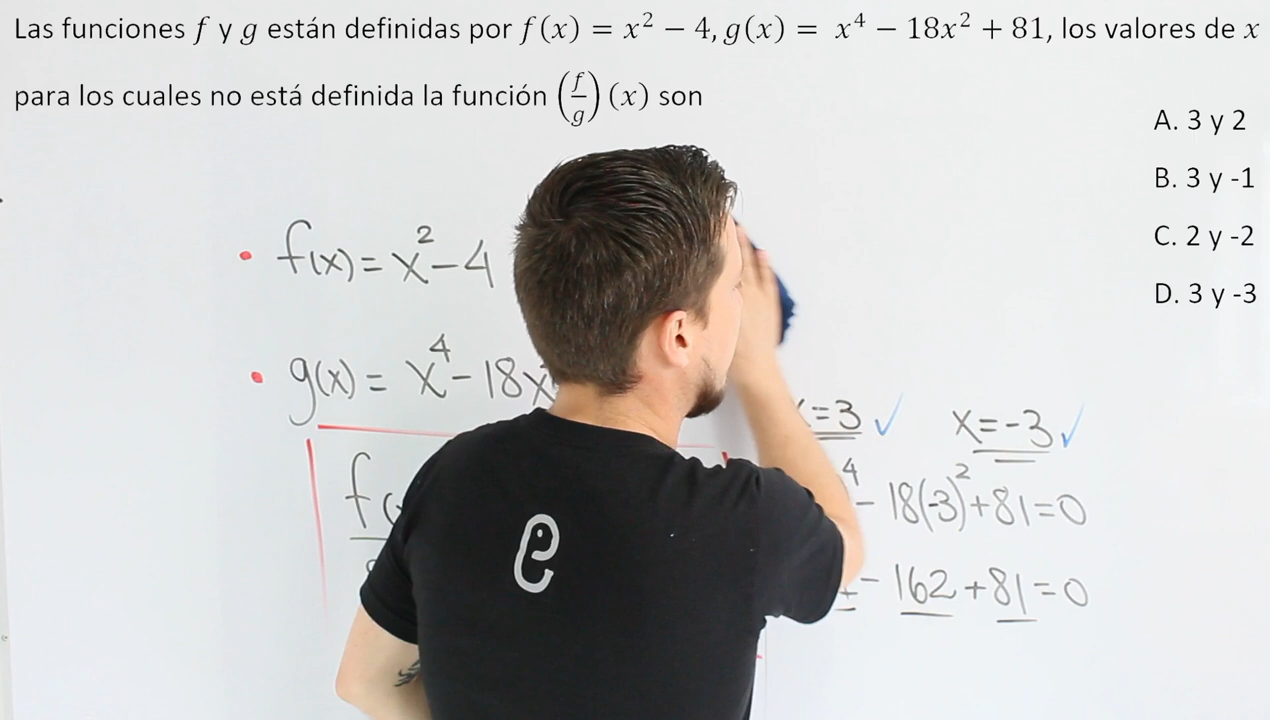 Las funciones f y g están definidas por f(x) = x² − 4, g(x) = x⁴ − 18x² + 81, los valores de x
para los cuales no está definida la función (f/g)(x) son
A. 3 y 2
B. 3 y -1
C. 2 y -2
D. 3 y -3
• f(x) = x² − 4
• g(x) = x⁴ − 18x
=3 ✓ x=-3 ✓
⁴ − 18(-3)² + 81 = 0
− 162 + 81 = 0
e